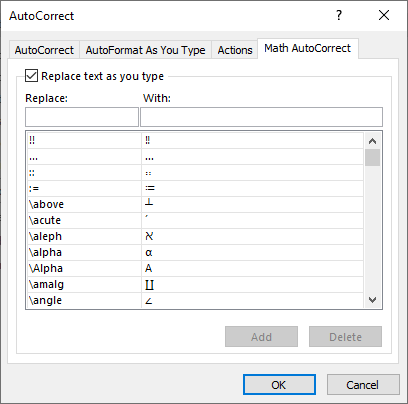 AutoCorrect
AutoCorrect AutoFormat As You Type Actions Math AutoCorrect
Replace text as you type
Replace: With:
!! ‼
... …
:: ∷
:= ≔
\above ┴
\acute ́
\aleph ℵ
\alpha α
\Alpha Α
\amalg ∐
\angle ∠
Add Delete
OK Cancel